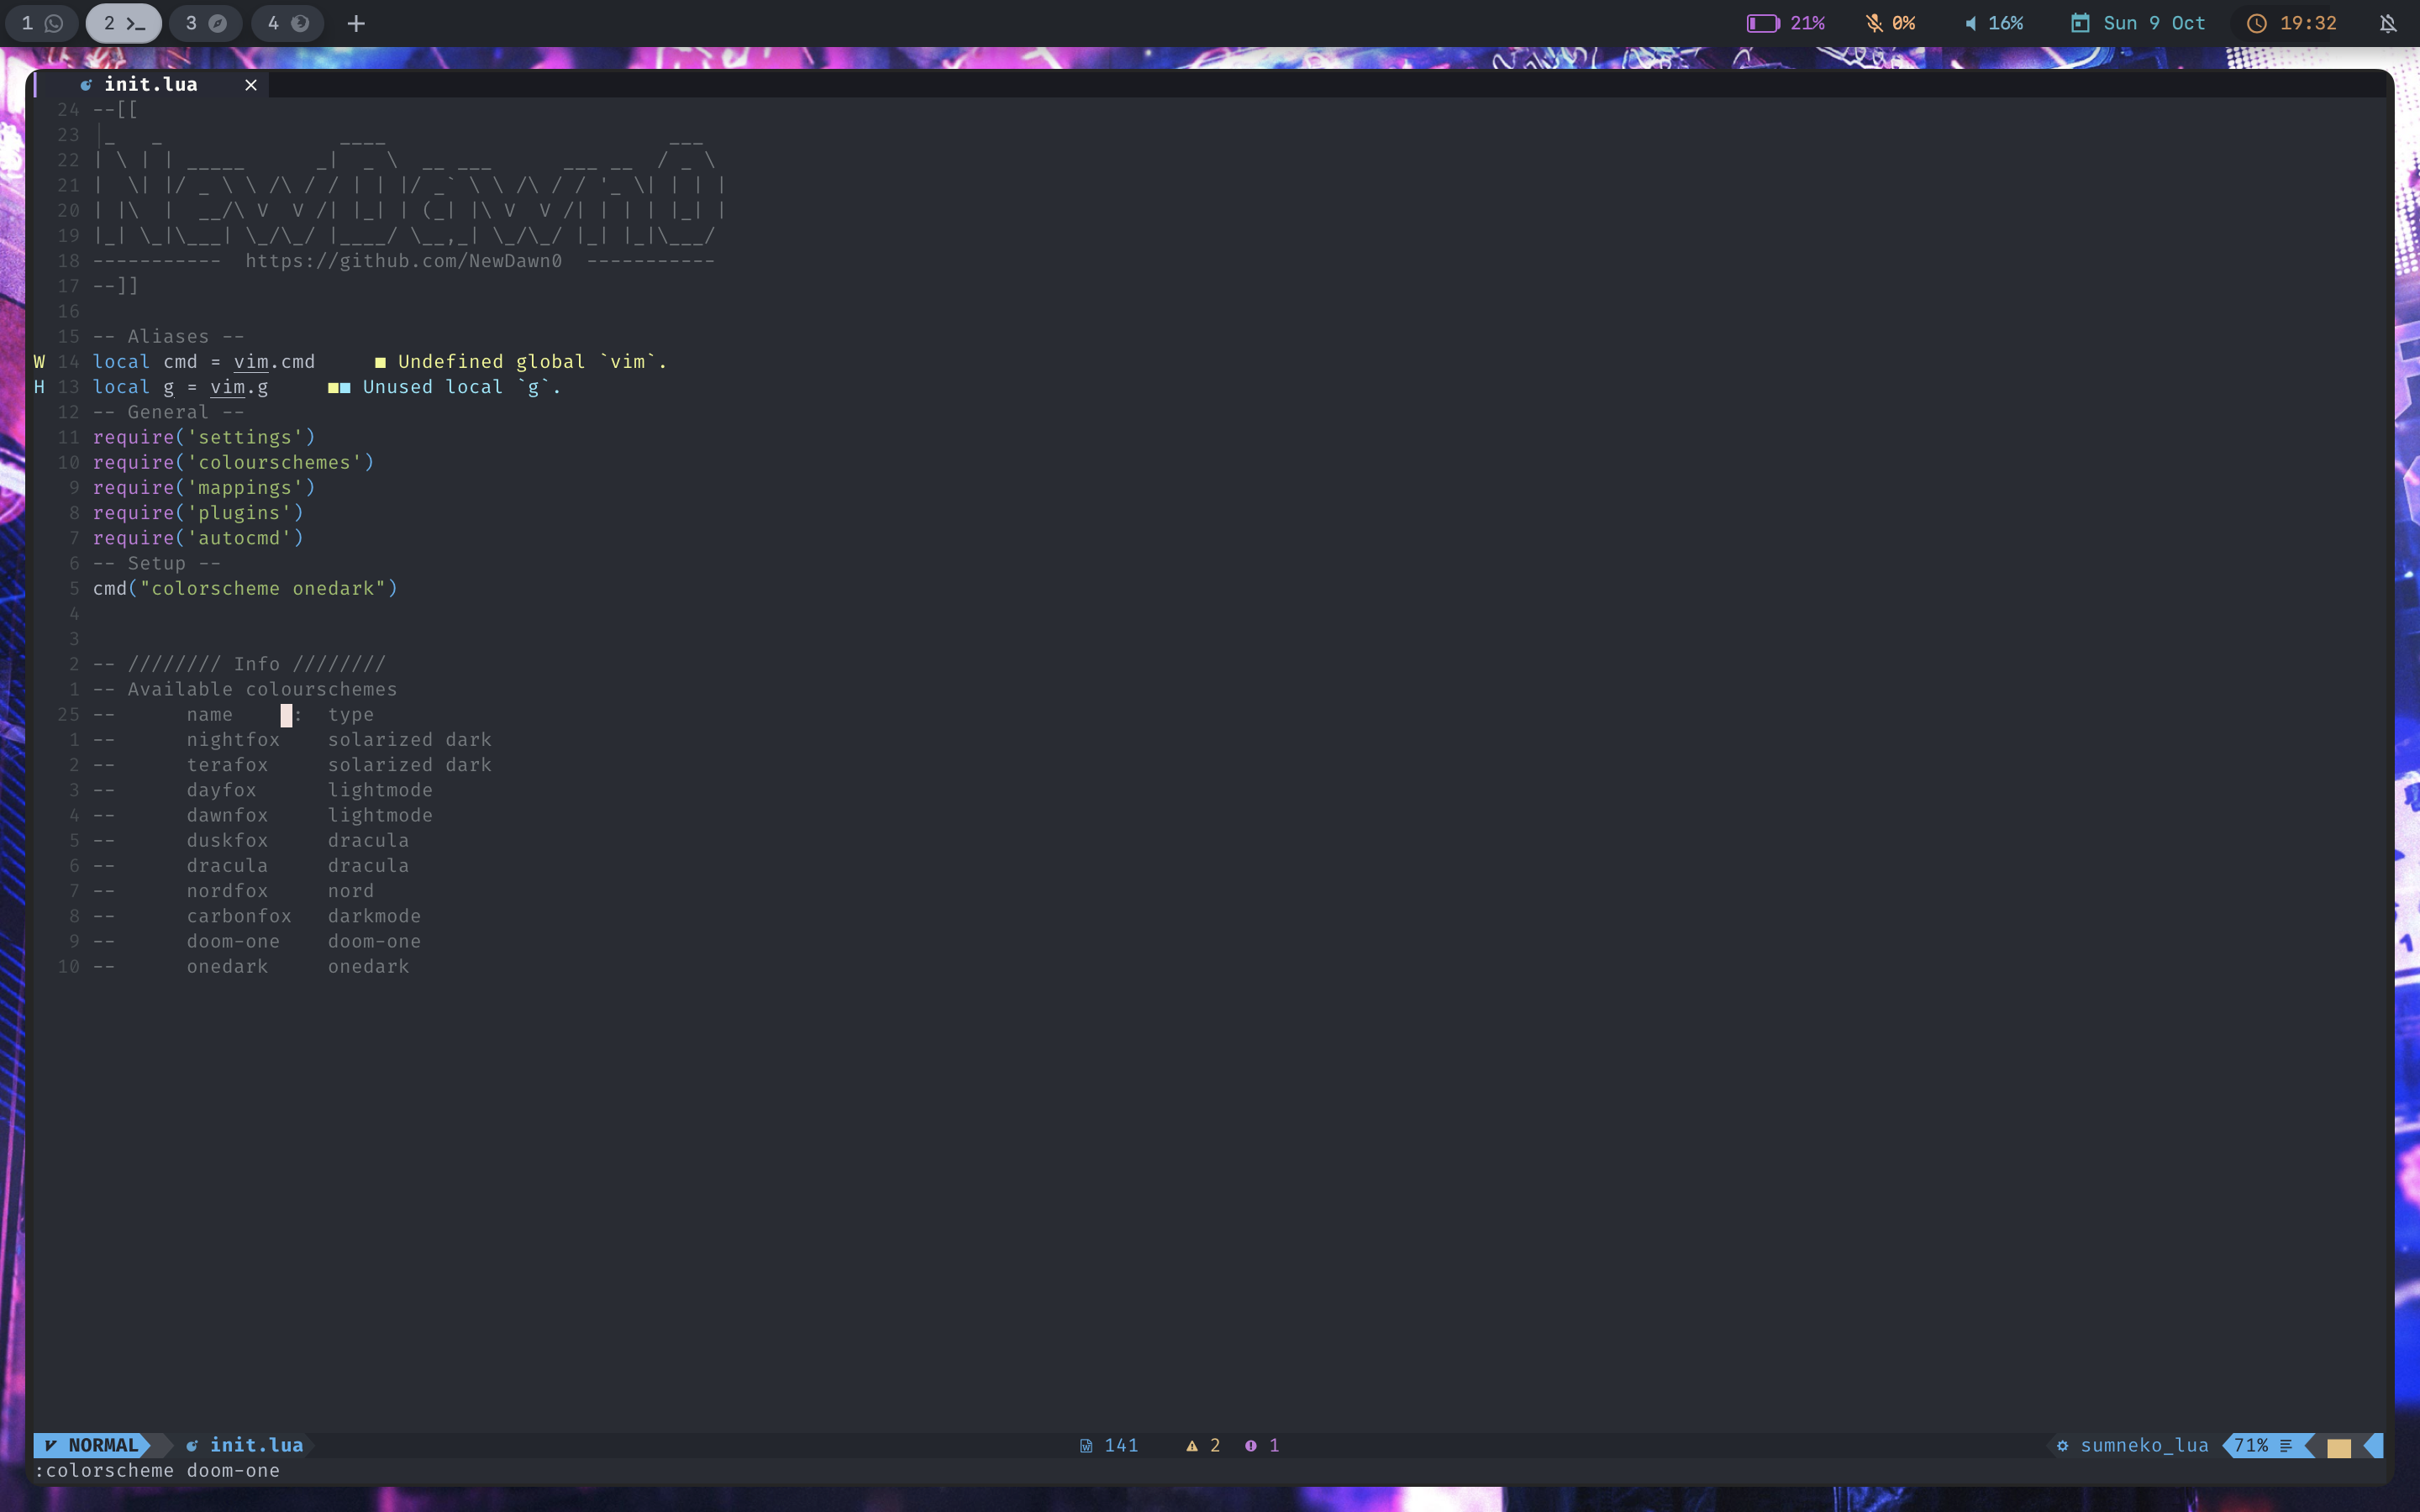 1 2 3 4 + 21% 0% 16% Sun 9 Oct 19:32
init.lua ×
24 --[[
23  _   _               ____                        ___
22 | \ | | _____      _|  _ \  __ ___      ___ __  / _ \
21 |  \| |/ _ \ \ /\ / / | | |/ _` \ \ /\ / / '_ \| | | |
20 | |\  |  __/\ V  V /| |_| | (_| |\ V  V /| | | | |_| |
19 |_| \_|\___| \_/\_/ |____/ \__,_| \_/\_/ |_| |_|\___/
18 -----------  https://github.com/NewDawn0  -----------
17 --]]
16
15 -- Aliases --
W 14 local cmd = vim.cmd     ■ Undefined global `vim`.
H 13 local g = vim.g     ■■ Unused local `g`.
12 -- General --
11 require('settings')
10 require('colourschemes')
9 require('mappings')
8 require('plugins')
7 require('autocmd')
6 -- Setup --
5 cmd("colorscheme onedark")
4
3
2 -- //////// Info ////////
1 -- Available colourschemes
25 --      name     :  type
1 --      nightfox    solarized dark
2 --      terafox     solarized dark
3 --      dayfox      lightmode
4 --      dawnfox     lightmode
5 --      duskfox     dracula
6 --      dracula     dracula
7 --      nordfox     nord
8 --      carbonfox   darkmode
9 --      doom-one    doom-one
10 --      onedark     onedark
NORMAL init.lua 141 2 1 sumneko_lua 71%
:colorscheme doom-one